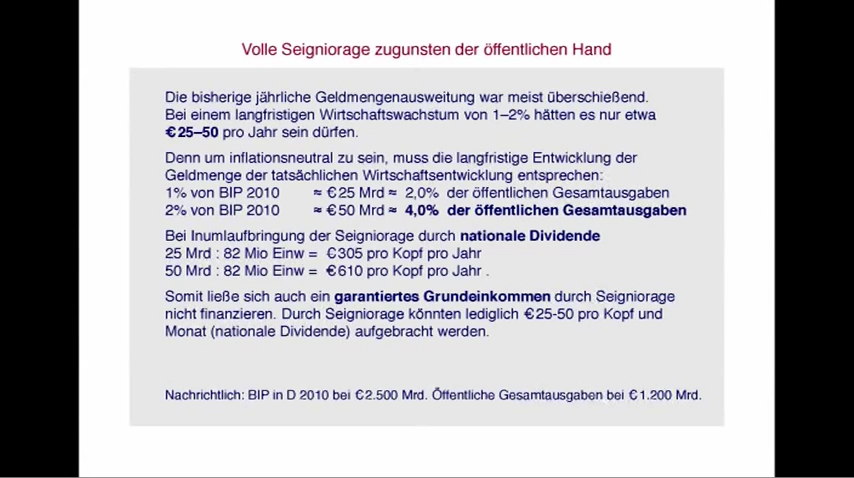 Volle Seigniorage zugunsten der öffentlichen Hand
Die bisherige jährliche Geldmengenausweitung war meist überschießend.
Bei einem langfristigen Wirtschaftswachstum von 1–2% hätten es nur etwa
€25–50 pro Jahr sein dürfen.
Denn um inflationsneutral zu sein, muss die langfristige Entwicklung der
Geldmenge der tatsächlichen Wirtschaftsentwicklung entsprechen:
1% von BIP 2010 ≈ €25 Mrd ≈ 2,0% der öffentlichen Gesamtausgaben
2% von BIP 2010 ≈ €50 Mrd ≈ 4,0% der öffentlichen Gesamtausgaben
Bei Inumlaufbringung der Seigniorage durch nationale Dividende
25 Mrd : 82 Mio Einw = €305 pro Kopf pro Jahr
50 Mrd : 82 Mio Einw = €610 pro Kopf pro Jahr .
Somit ließe sich auch ein garantiertes Grundeinkommen durch Seigniorage
nicht finanzieren. Durch Seigniorage könnten lediglich €25-50 pro Kopf und
Monat (nationale Dividende) aufgebracht werden.
Nachrichtlich: BIP in D 2010 bei €2.500 Mrd. Öffentliche Gesamtausgaben bei €1.200 Mrd.